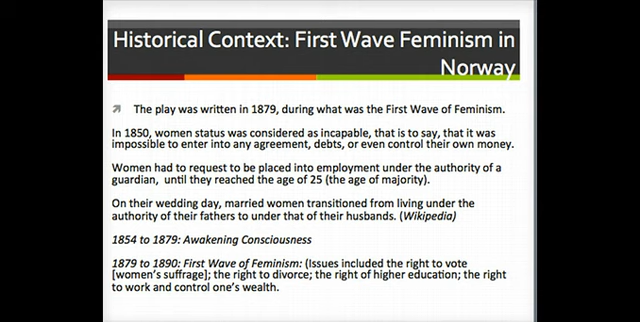 Historical Context: First Wave Feminism in
Norway
The play was written in 1879, during what was the First Wave of Feminism.
In 1850, women status was considered as incapable, that is to say, that it was
impossible to enter into any agreement, debts, or even control their own money.
Women had to request to be placed into employment under the authority of a
guardian, until they reached the age of 25 (the age of majority).
On their wedding day, married women transitioned from living under the
authority of their fathers to under that of their husbands. (Wikipedia)
1854 to 1879: Awakening Consciousness
1879 to 1890: First Wave of Feminism: (Issues included the right to vote
[women's suffrage]; the right to divorce; the right of higher education; the right
to work and control one's wealth.